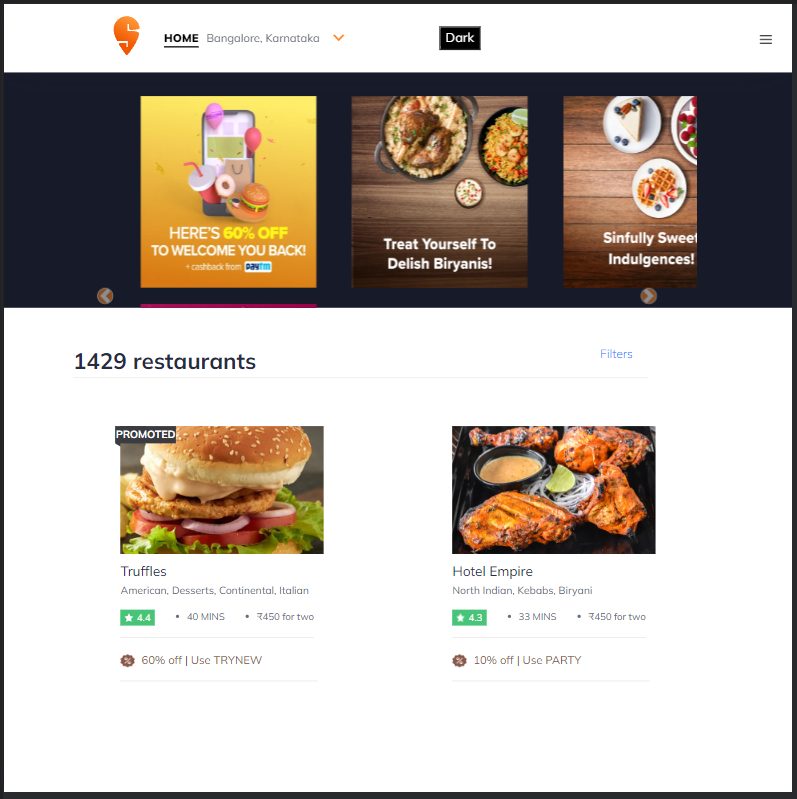 HOME Bangalore, Karnataka Dark
HERE'S 60% OFF
TO WELCOME YOU BACK!
+ cashback from paytm
Treat Yourself To
Delish Biryanis!
Sinfully Sweet
Indulgences!
1429 restaurants
Filters
PROMOTED
Truffles
American, Desserts, Continental, Italian
★ 4.4 • 40 MINS • ₹450 for two
60% off | Use TRYNEW
Hotel Empire
North Indian, Kebabs, Biryani
★ 4.3 • 33 MINS • ₹450 for two
10% off | Use PARTY